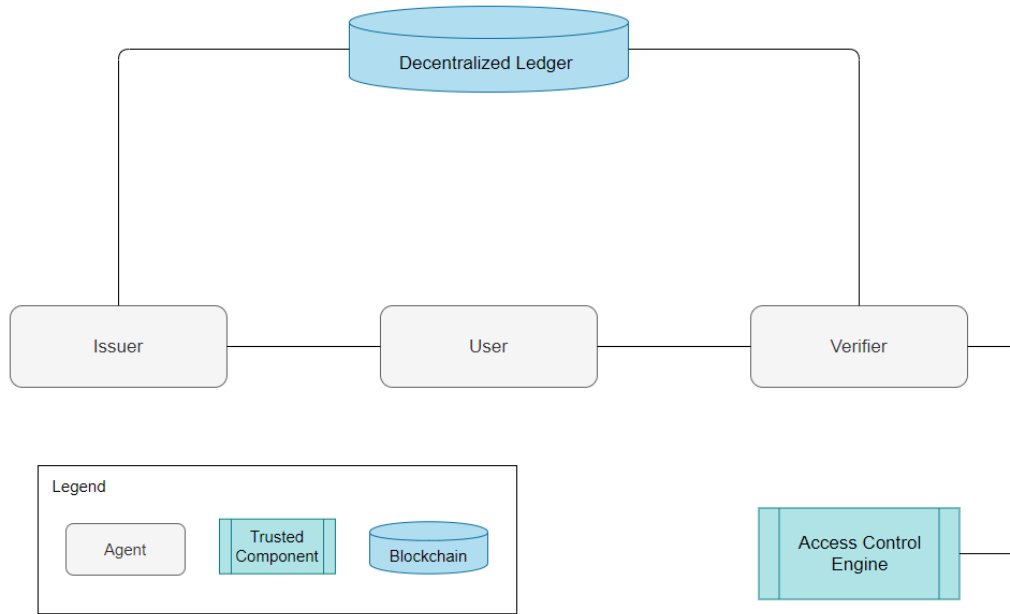 Decentralized Ledger
Issuer
User
Verifier
Legend
Agent
Trusted
Component
Blockchain
Access Control
Engine